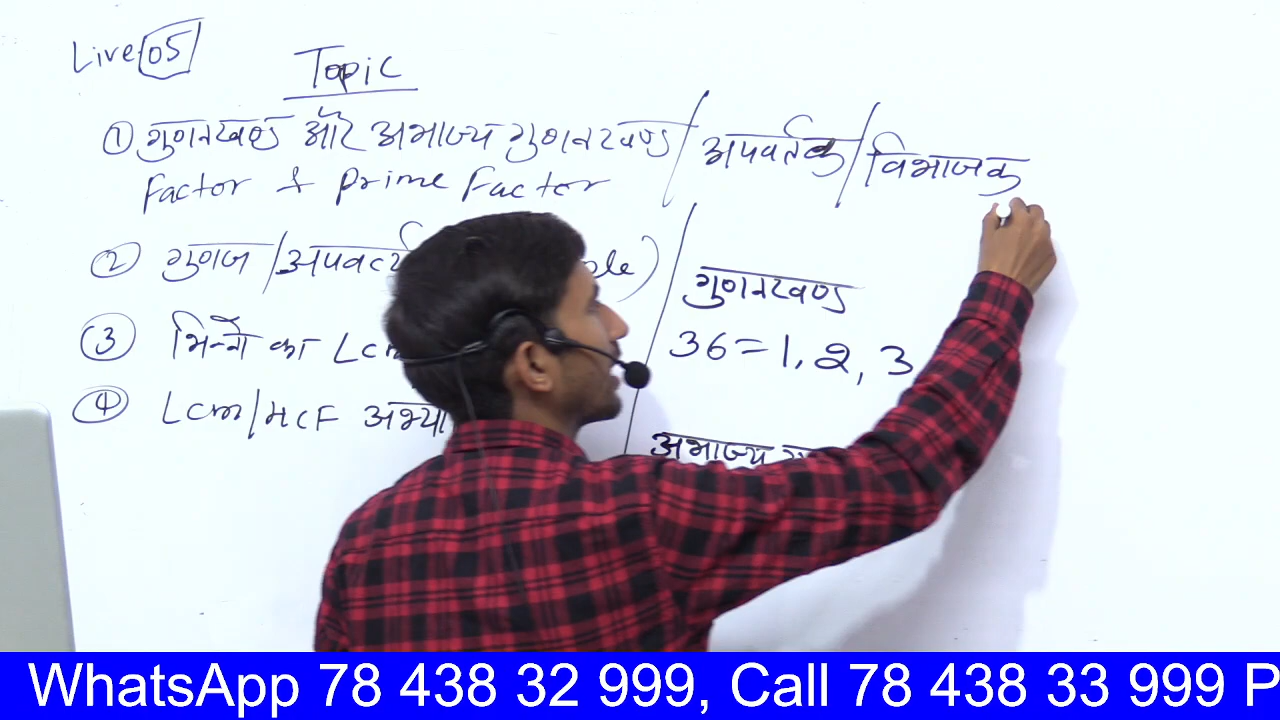 Live 05
Topic
① गुणनखण्ड और अभाज्य गुणनखण्ड / अपवर्तक / विभाजक
Factor & Prime Factor
② गुणज /
③ भिन्नों का
④ Lcm/HCF
गुणनखण्ड
36 = 1, 2, 3
अभाज्य
WhatsApp 78 438 32 999, Call 78 438 33 999 P